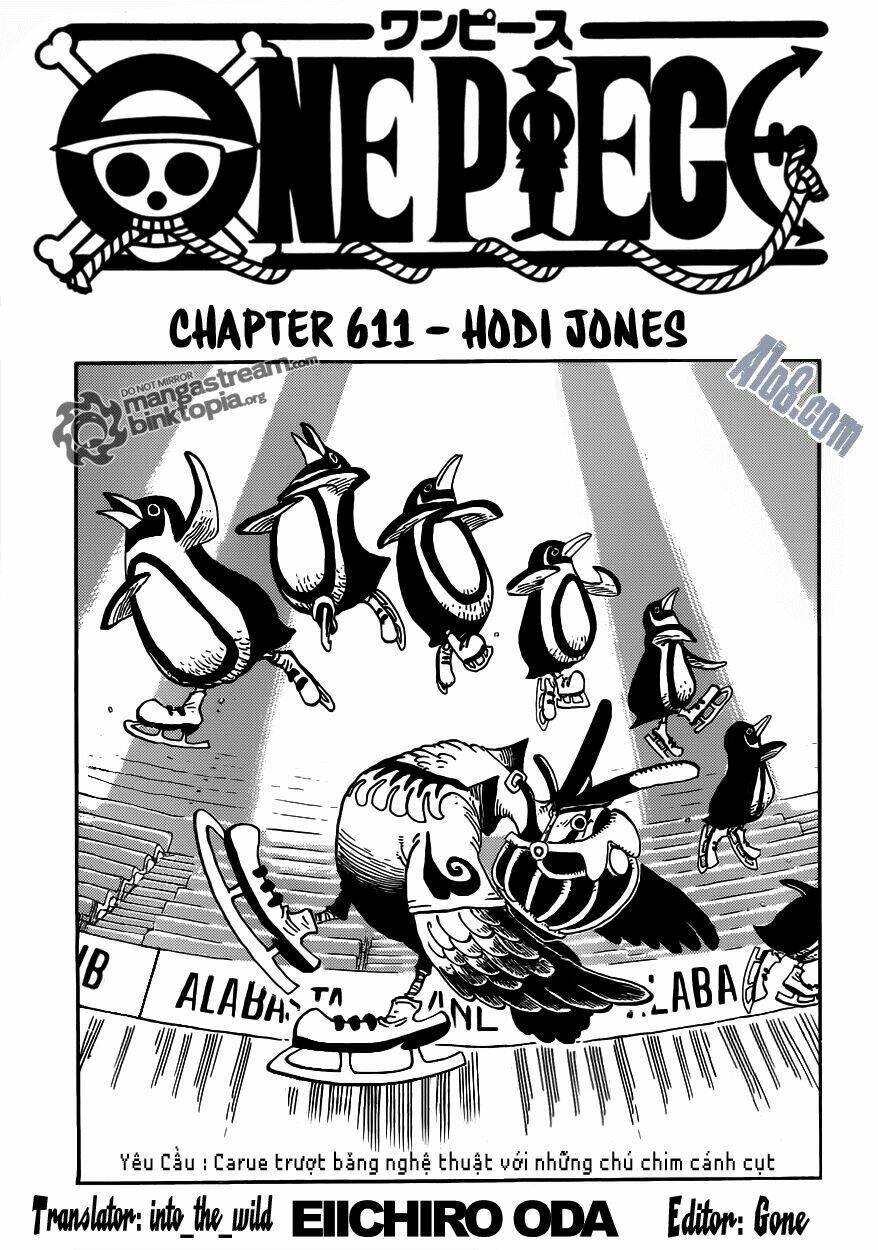 ワンピース
ONE PIECE
CHAPTER 611 - HODI JONES
DO NOT MIRROR
mangastream.com
binktopia.org
Alo8.com
ALABA
ALABA
Yêu Cầu : Carue trượt băng nghệ thuật với những chú chim cánh cụt
Translator: into_the_wild
EIICHIRO ODA
Editor: Gone